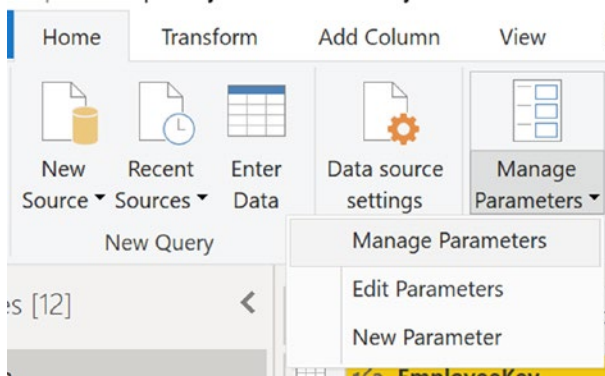 Home Transform Add Column View
New Recent Enter Data source Manage
Source Sources Data settings Parameters
New Query
Manage Parameters
Edit Parameters
New Parameter
[12]
EmployeeKey